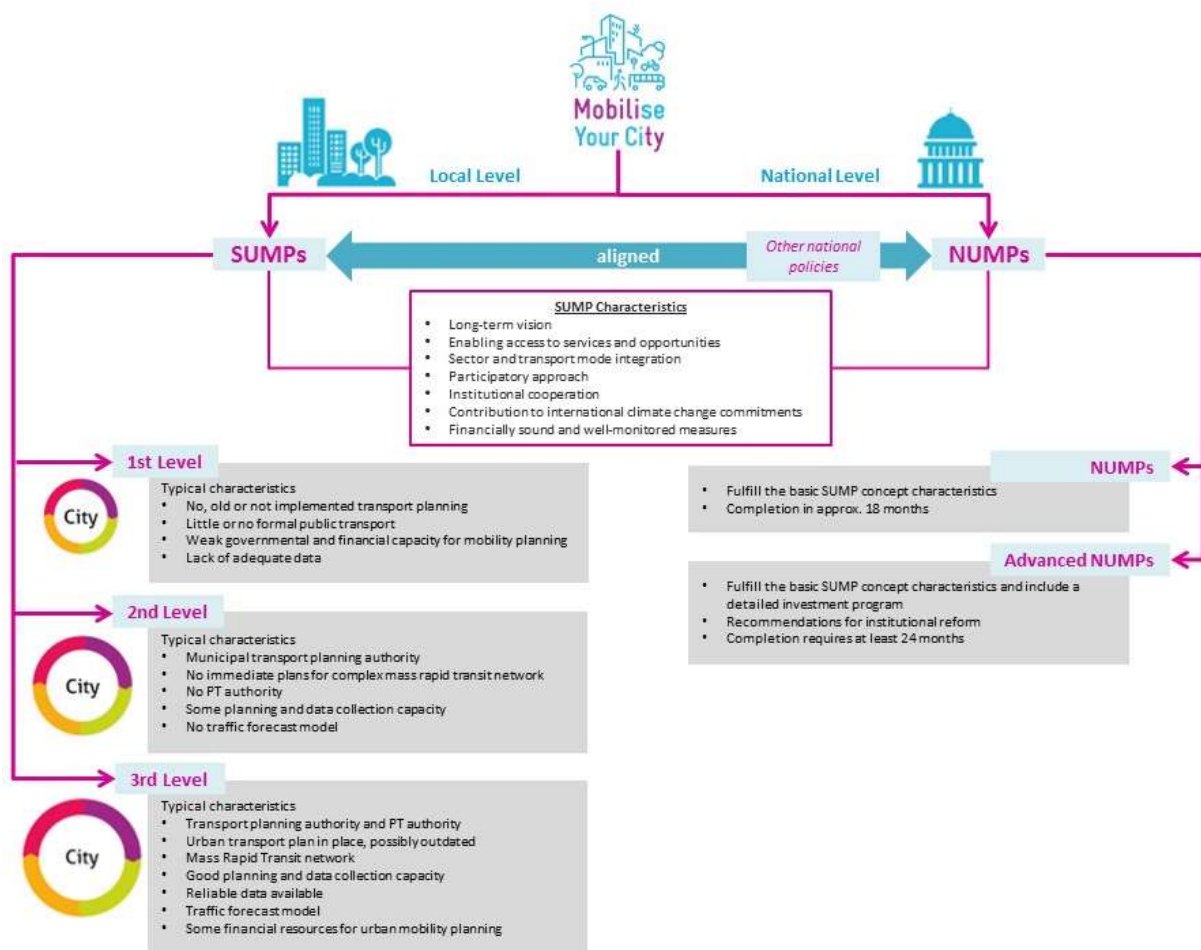 Mobilise
Your City
Local Level
National Level
SUMPs
aligned
Other national
policies
NUMPs
SUMP Characteristics
• Long-term vision
• Enabling access to services and opportunities
• Sector and transport mode integration
• Participatory approach
• Institutional cooperation
• Contribution to international climate change commitments
• Financially sound and well-monitored measures
1st Level
City
Typical characteristics
• No, old or not implemented transport planning
• Little or no formal public transport
• Weak governmental and financial capacity for mobility planning
• Lack of adequate data
2nd Level
City
Typical characteristics
• Municipal transport planning authority
• No immediate plans for complex mass rapid transit network
• No PT authority
• Some planning and data collection capacity
• No traffic forecast model
3rd Level
City
Typical characteristics
• Transport planning authority and PT authority
• Urban transport plan in place, possibly outdated
• Mass Rapid Transit network
• Good planning and data collection capacity
• Reliable data available
• Traffic forecast model
• Some financial resources for urban mobility planning
NUMPs
• Fulfill the basic SUMP concept characteristics
• Completion in approx. 18 months
Advanced NUMPs
• Fulfill the basic SUMP concept characteristics and include a
detailed investment program
• Recommendations for institutional reform
• Completion requires at least 24 months